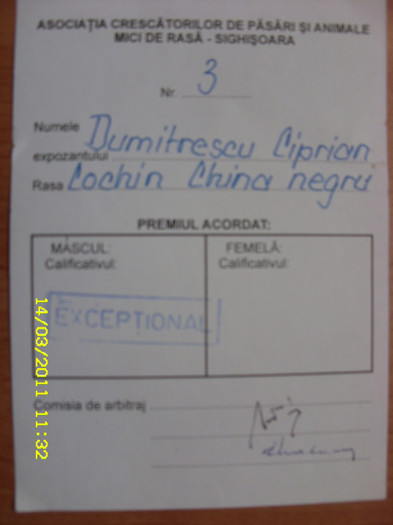 ASOCIAȚIA CRESCĂTORILOR DE PĂSĂRI ȘI ANIMALE
MICI DE RASĂ - SIGHIȘOARA
Nr. 3
Numele expozantului Dumitrescu Ciprian
Rasa Cochin China negru
PREMIUL ACORDAT:
MASCUL: FEMELĂ:
Calificativul: Calificativul:
EXCEPȚIONAL
Comisia de arbitraj
14/03/2011 11:32